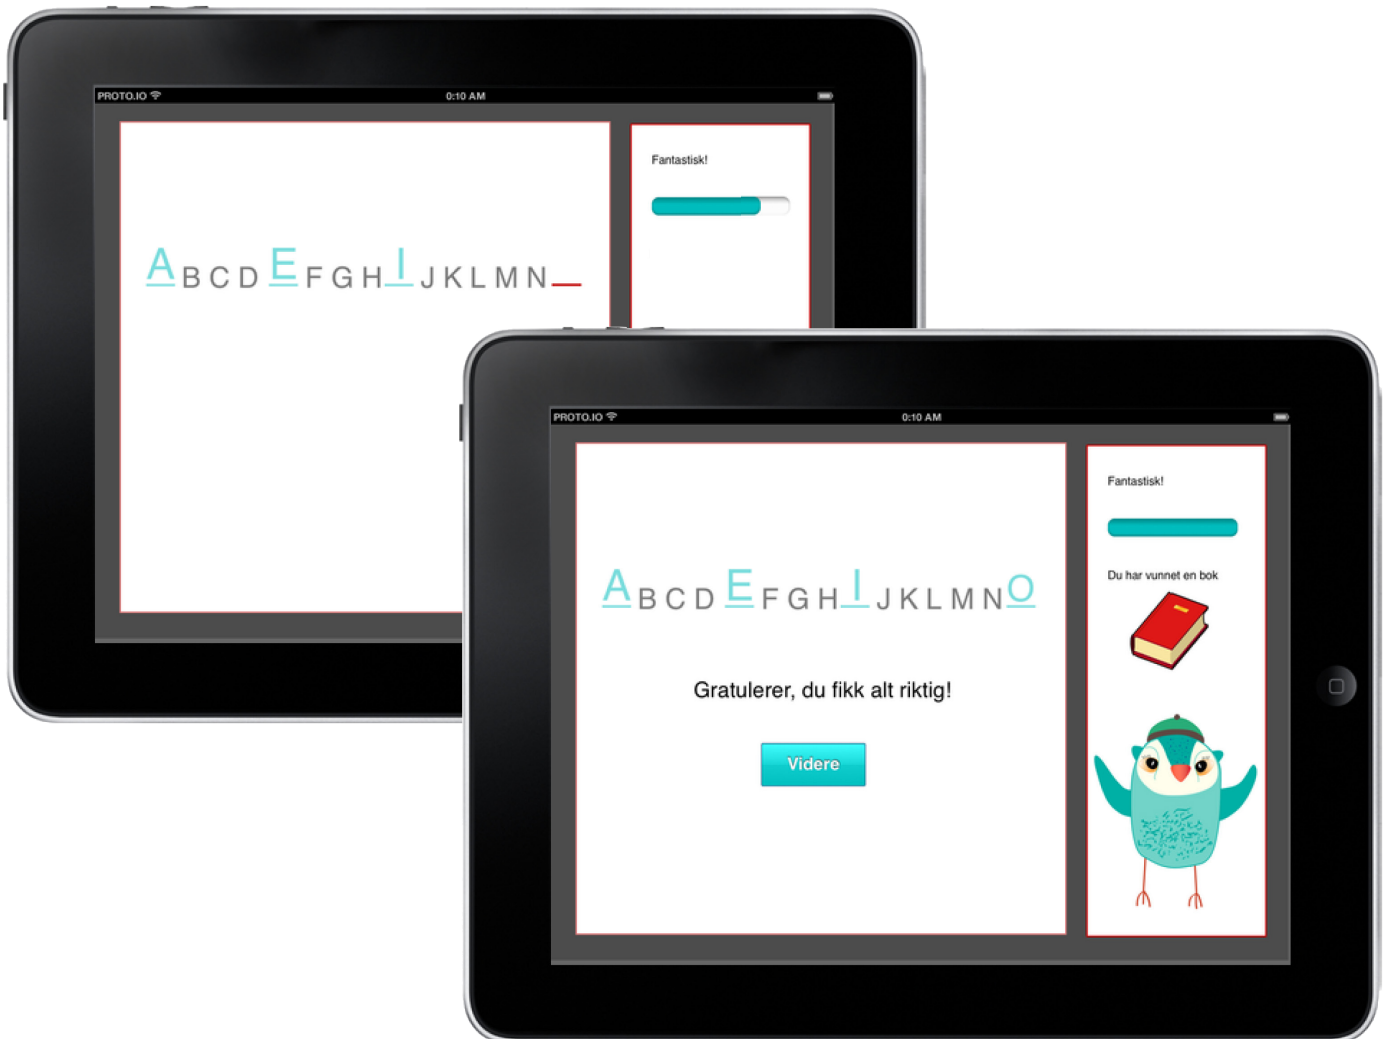 PROTO.IO 0:10 AM
Fantastisk!
A B C D E F G H I J K L M N _
PROTO.IO 0:10 AM
Fantastisk!
A B C D E F G H I J K L M N O
Du har vunnet en bok
Gratulerer, du fikk alt riktig!
Videre